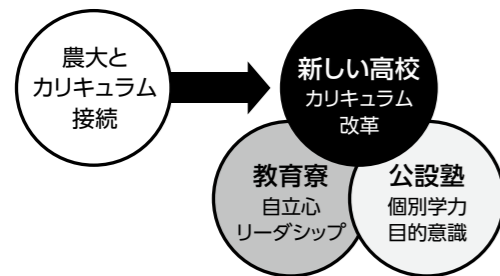 農大と
カリキュラム
接続
新しい高校
カリキュラム
改革
教育寮
自立心
リーダシップ
公設塾
個別学力
目的意識